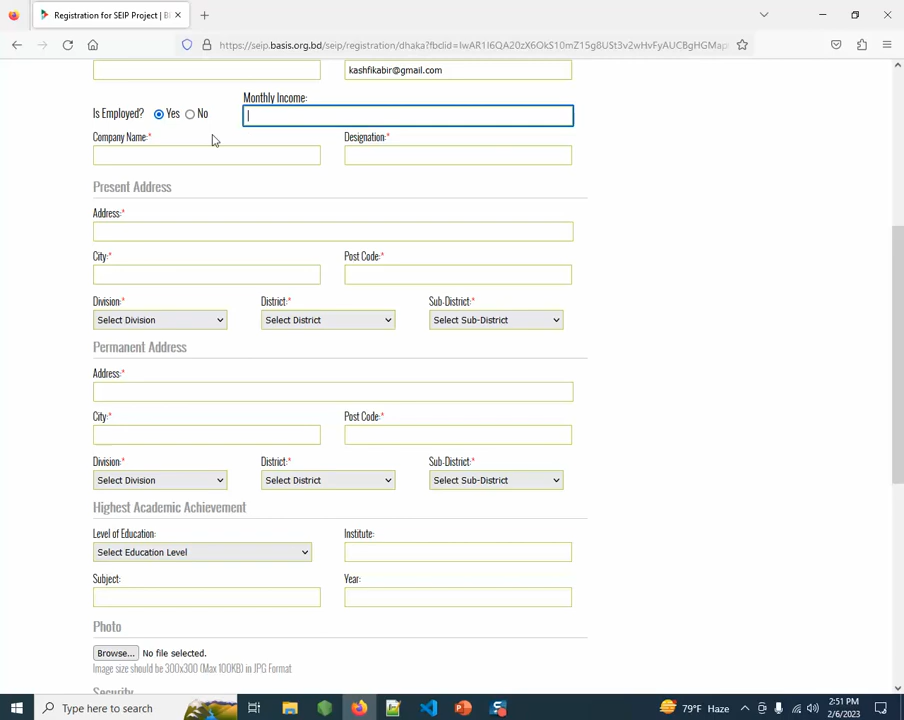 Registration for SEIP Project | B
https://seip.basis.org.bd/seip/registration/dhaka?fbclid=IwAR1I6QA20zX6OkS10mZ15g8USt3v2wHvFyAUCBgHGMap
kashfikabir@gmail.com
Is Employed? Yes No Monthly Income:
Company Name:* Designation:*
Present Address
Address:*
City:* Post Code:*
Division:* District:* Sub-District:*
Select Division Select District Select Sub-District
Permanent Address
Address:*
City:* Post Code:*
Division:* District:* Sub-District:*
Select Division Select District Select Sub-District
Highest Academic Achievement
Level of Education: Institute:
Select Education Level
Subject: Year:
Photo
Browse... No file selected.
Image size should be 300x300 (Max 100KB) in JPG Format
Security
Type here to search
79°F Haze
2:51 PM
2/6/2023